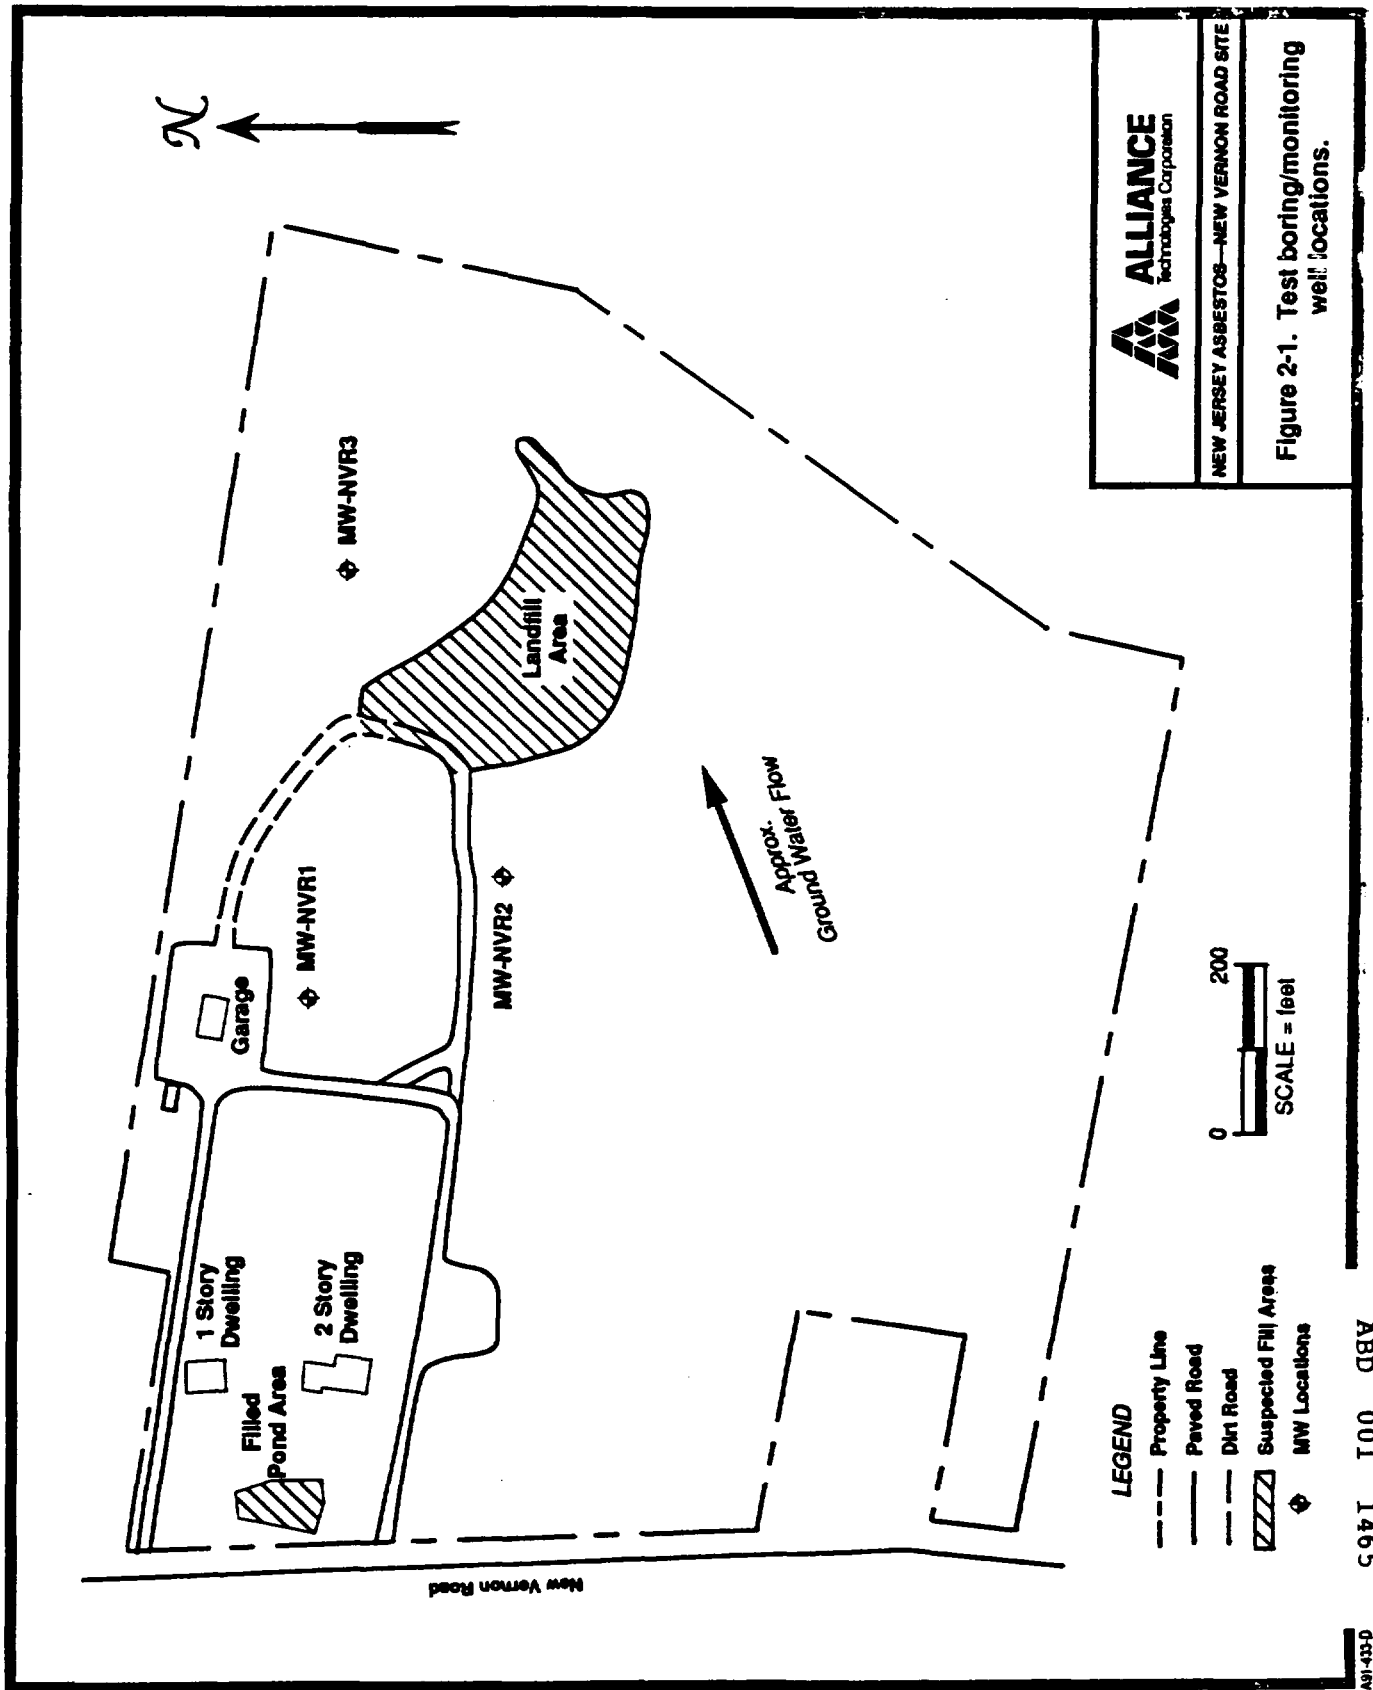 N
MW-NVR3
MW-NVR1
MW-NVR2
Garage
Landfill
Area
1 Story
Dwelling
2 Story
Dwelling
Filled
Pond Area
Approx.
Ground Water Flow
New Vernon Road
0
200
SCALE = feet
LEGEND
Property Line
Paved Road
Dirt Road
Suspected Fill Areas
MW Locations
ALLIANCE
Technologies Corporation
NEW JERSEY ASBESTOS—NEW VERNON ROAD SITE
Figure 2-1. Test boring/monitoring
well locations.
ABD 001 1465
A91-433-D